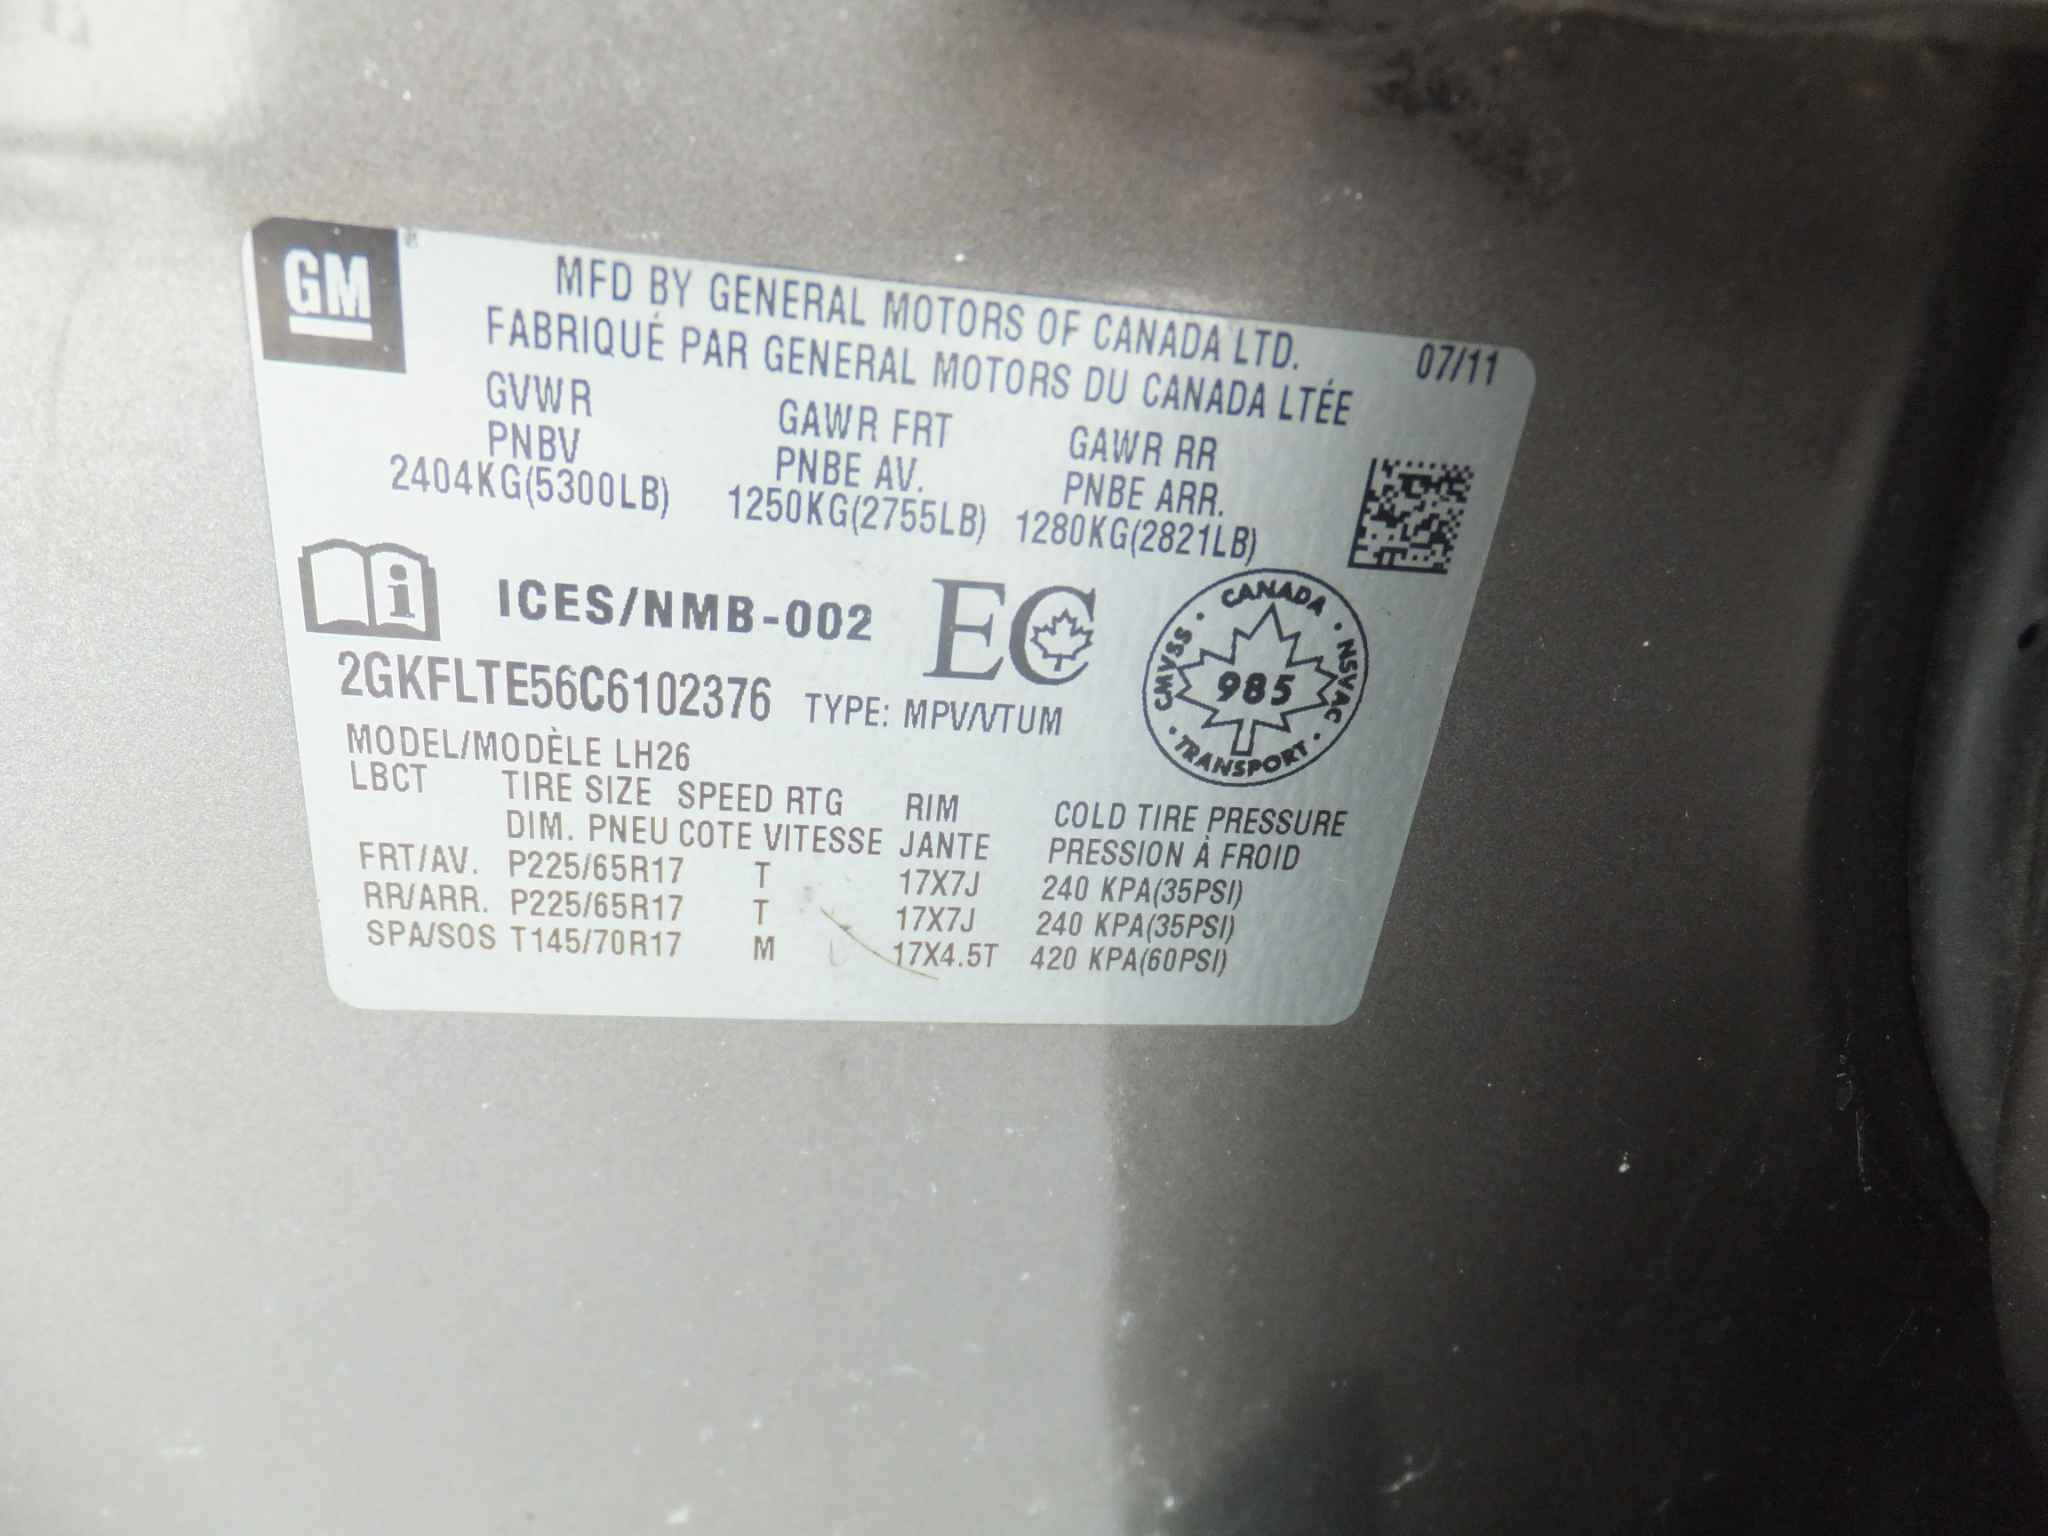 GM
MFD BY GENERAL MOTORS OF CANADA LTD.
FABRIQUÉ PAR GENERAL MOTORS DU CANADA LTÉE
07/11
GVWR GAWR FRT GAWR RR
PNBV PNBE AV. PNBE ARR.
2404KG(5300LB) 1250KG(2755LB) 1280KG(2821LB)
ICES/NMB-002 EC
CANADA · NSVAC · TRANSPORT · CMVSS ·
985
2GKFLTE56C6102376 TYPE: MPV/VTUM
MODEL/MODÈLE LH26
LBCT TIRE SIZE SPEED RTG RIM COLD TIRE PRESSURE
DIM. PNEU COTE VITESSE JANTE PRESSION À FROID
FRT/AV. P225/65R17 T 17X7J 240 KPA(35PSI)
RR/ARR. P225/65R17 T 17X7J 240 KPA(35PSI)
SPA/SOS T145/70R17 M 17X4.5T 420 KPA(60PSI)